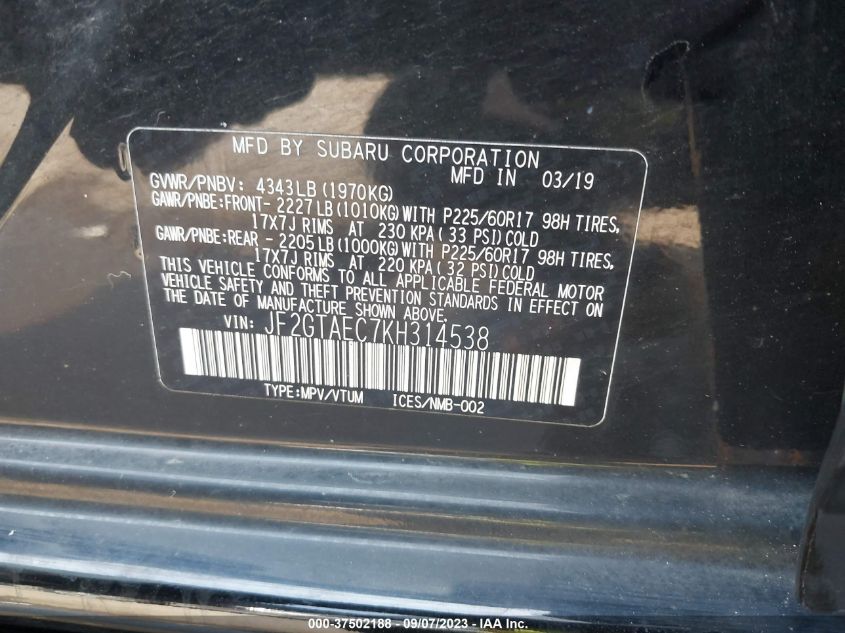 MFD BY SUBARU CORPORATION
MFD IN 03/19
GVWR/PNBV: 4343LB(1970KG)
GAWR/PNBE:FRONT- 2227LB(1010KG)WITH P225/60R17 98H TIRES,
17X7J RIMS AT 230 KPA(33 PSI)COLD
GAWR/PNBE:REAR - 2205LB(1000KG)WITH P225/60R17 98H TIRES,
17X7J RIMS AT 220 KPA(32 PSI)COLD
THIS VEHICLE CONFORMS TO ALL APPLICABLE FEDERAL MOTOR
VEHICLE SAFETY AND THEFT PREVENTION STANDARDS IN EFFECT ON
THE DATE OF MANUFACTURE SHOWN ABOVE.
VIN: JF2GTAEC7KH314538
TYPE:MPV/VTUM ICES/NMB-002
000-37502188 - 09/07/2023 - © IAA Inc.